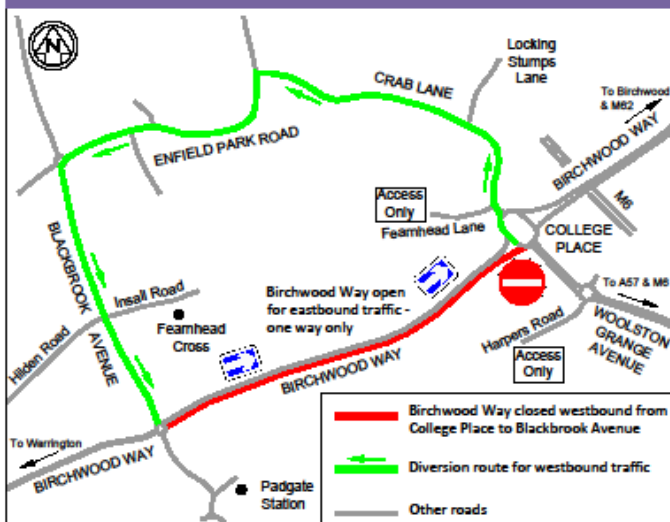 N
Locking
Stumps
Lane
CRAB LANE
To Birchwood
& M62
BIRCHWOOD WAY
ENFIELD PARK ROAD
M6
Access
Only
Fearnhead Lane
COLLEGE
PLACE
BLACKBROOK
AVENUE
Insall Road
Birchwood Way open
for eastbound traffic -
one way only
To A57 & M6
Hilden Road
Fearnhead
Cross
Harpers Road
WOOLSTON
GRANGE
AVENUE
Access
Only
BIRCHWOOD WAY
To Warrington
BIRCHWOOD WAY
Padgate
Station
Birchwood Way closed westbound from
College Place to Blackbrook Avenue
Diversion route for westbound traffic
Other roads